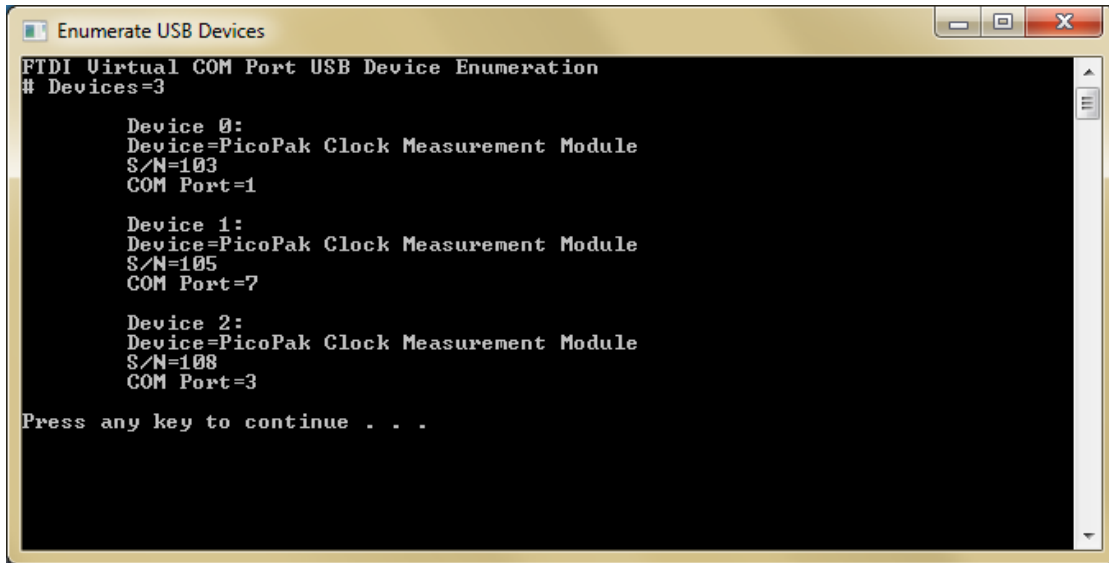 Enumerate USB Devices
FTDI Virtual COM Port USB Device Enumeration
# Devices=3
Device 0:
Device=PicoPak Clock Measurement Module
S/N=103
COM Port=1
Device 1:
Device=PicoPak Clock Measurement Module
S/N=105
COM Port=7
Device 2:
Device=PicoPak Clock Measurement Module
S/N=108
COM Port=3
Press any key to continue . . .